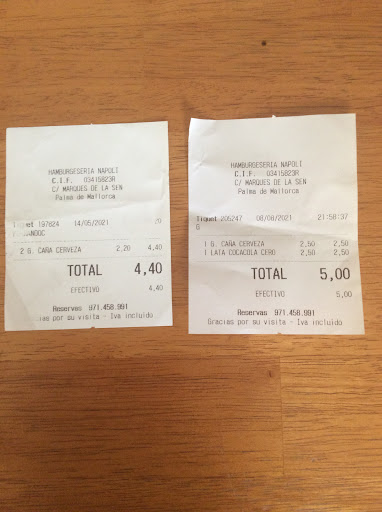 HAMBURGESERIA NAPOLI
C.I.F. 03415823R
C/ MARQUES DE LA SEN
Palma de Mallorca
197624 14/05/2021
2 G. CAÑA CERVEZA 2,20 4,40
TOTAL 4,40
EFECTIVO 4,40
Reservas 971.458.991
ias por su visita - Iva incluido
HAMBURGESERIA NAPOLI
C.I.F. 03415823R
C/ MARQUES DE LA SEN
Palma de Mallorca
Tiquet 205247 08/08/2021 21:58:37
G
1 G. CAÑA CERVEZA 2,50 2,50
1 LATA COCACOLA CERO 2,50 2,50
TOTAL 5,00
EFECTIVO 5,00
Reservas 971.458.991
Gracias por su visita - Iva incluido